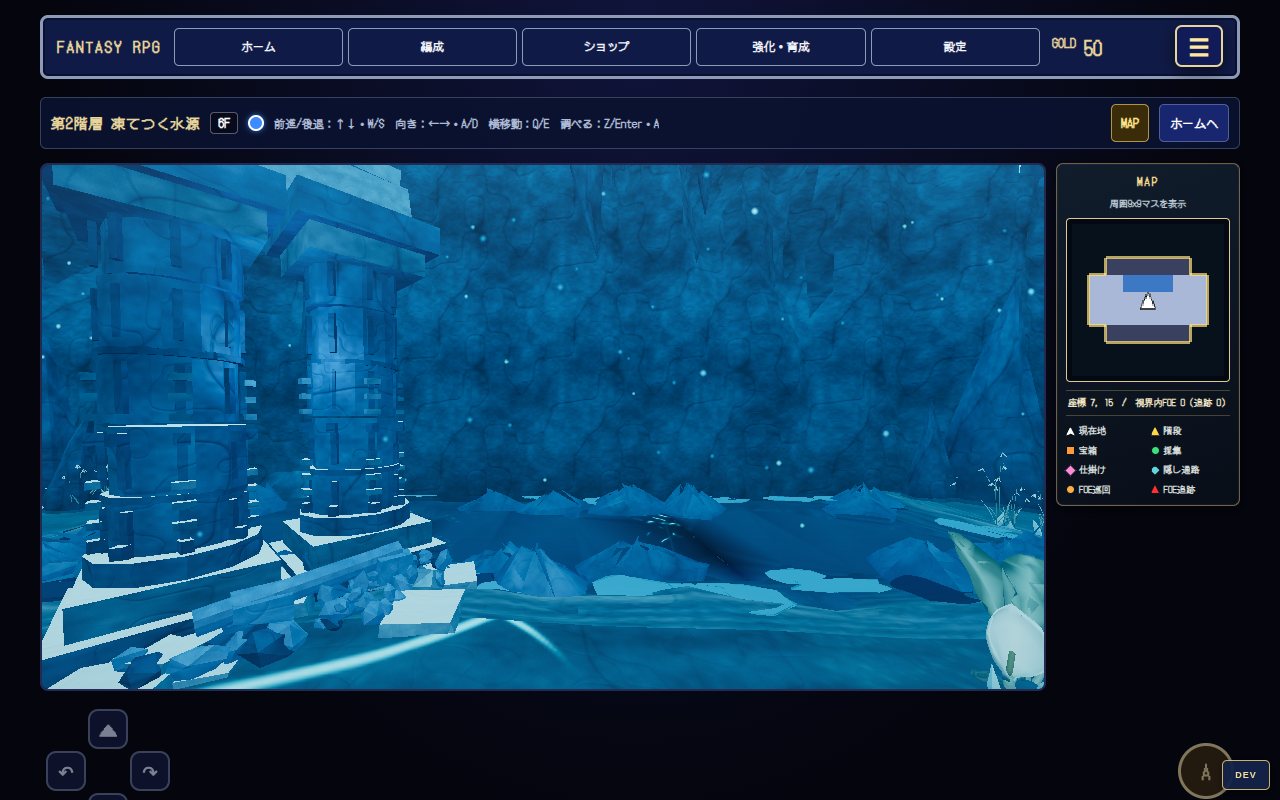 FANTASY RPG
ホーム
編成
ショップ
強化・育成
設定
GOLD 50
第2階層 凍てつく水源
6F
前進/後退:↑↓・W/S 向き:←→・A/D 横移動:Q/E 調べる:Z/Enter・A
MAP
ホームへ
MAP
周囲9x9マスを表示
座標 7, 15 / 視界内FOE 0 (追跡 0)
現在地
階段
宝箱
採集
仕掛け
隠し通路
FOE巡回
FOE追跡
A
DEV